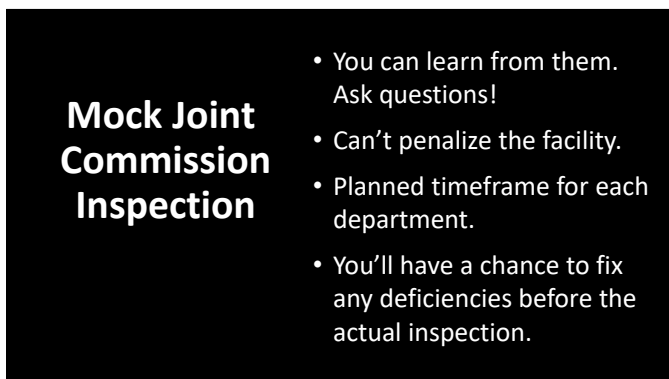 Mock Joint
Commission
Inspection
• You can learn from them.
Ask questions!
• Can’t penalize the facility.
• Planned timeframe for each
department.
• You’ll have a chance to fix
any deficiencies before the
actual inspection.